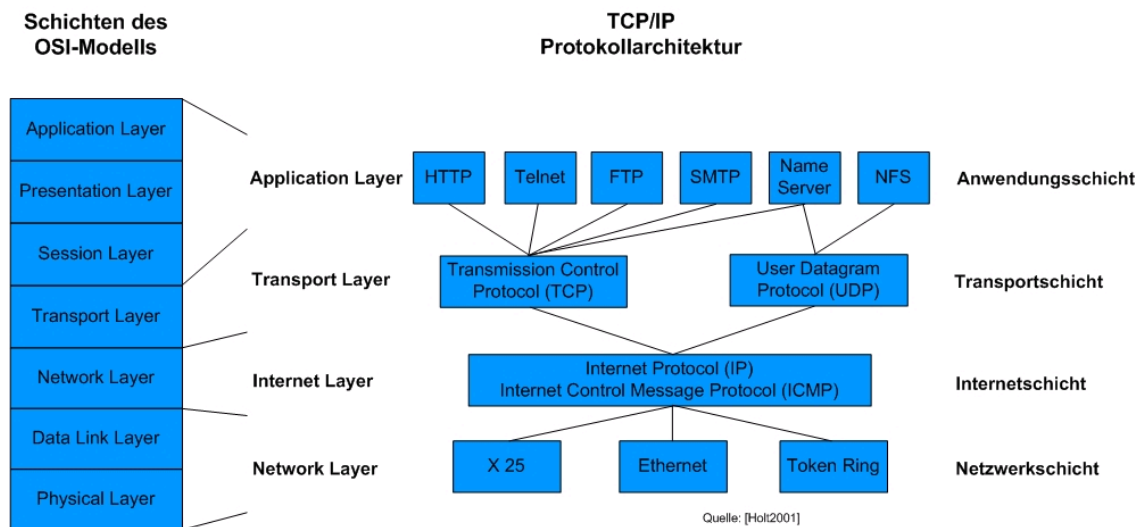 Schichten des
OSI-Modells
TCP/IP
Protokollarchitektur
Application Layer
Presentation Layer
Session Layer
Transport Layer
Network Layer
Data Link Layer
Physical Layer
Application Layer
HTTP
Telnet
FTP
SMTP
Name
Server
NFS
Anwendungsschicht
Transport Layer
Transmission Control
Protocol (TCP)
User Datagram
Protocol (UDP)
Transportschicht
Internet Layer
Internet Protocol (IP)
Internet Control Message Protocol (ICMP)
Internetschicht
Network Layer
X 25
Ethernet
Token Ring
Netzwerkschicht
Quelle: [Holt2001]